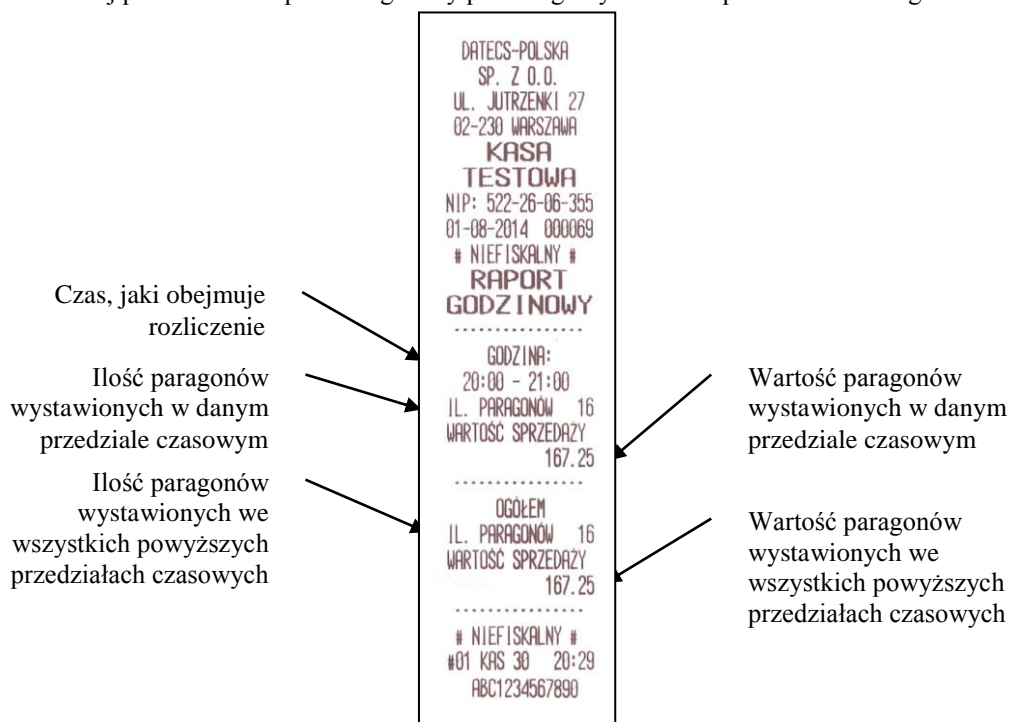 DATECS-POLSKA
SP. Z O.O.
UL. JUTRZENKI 27
02-230 WARSZAWA
KASA
TESTOWA
NIP: 522-26-06-355
01-08-2014 000069
# NIEFISKALNY #
RAPORT
GODZINOWY
Czas, jaki obejmuje
rozliczenie
GODZINA:
20:00 - 21:00
IL. PARAGONÓW 16
WARTOŚĆ SPRZEDAŻY
167.25
Ilość paragonów
wystawionych w danym
przedziale czasowym
Wartość paragonów
wystawionych w danym
przedziale czasowym
OGÓŁEM
IL. PARAGONÓW 16
WARTOŚĆ SPRZEDAŻY
167.25
Ilość paragonów
wystawionych we
wszystkich powyższych
przedziałach czasowych
Wartość paragonów
wystawionych we
wszystkich powyższych
przedziałach czasowych
# NIEFISKALNY #
#01 KAS 30 20:29
ABC1234567890